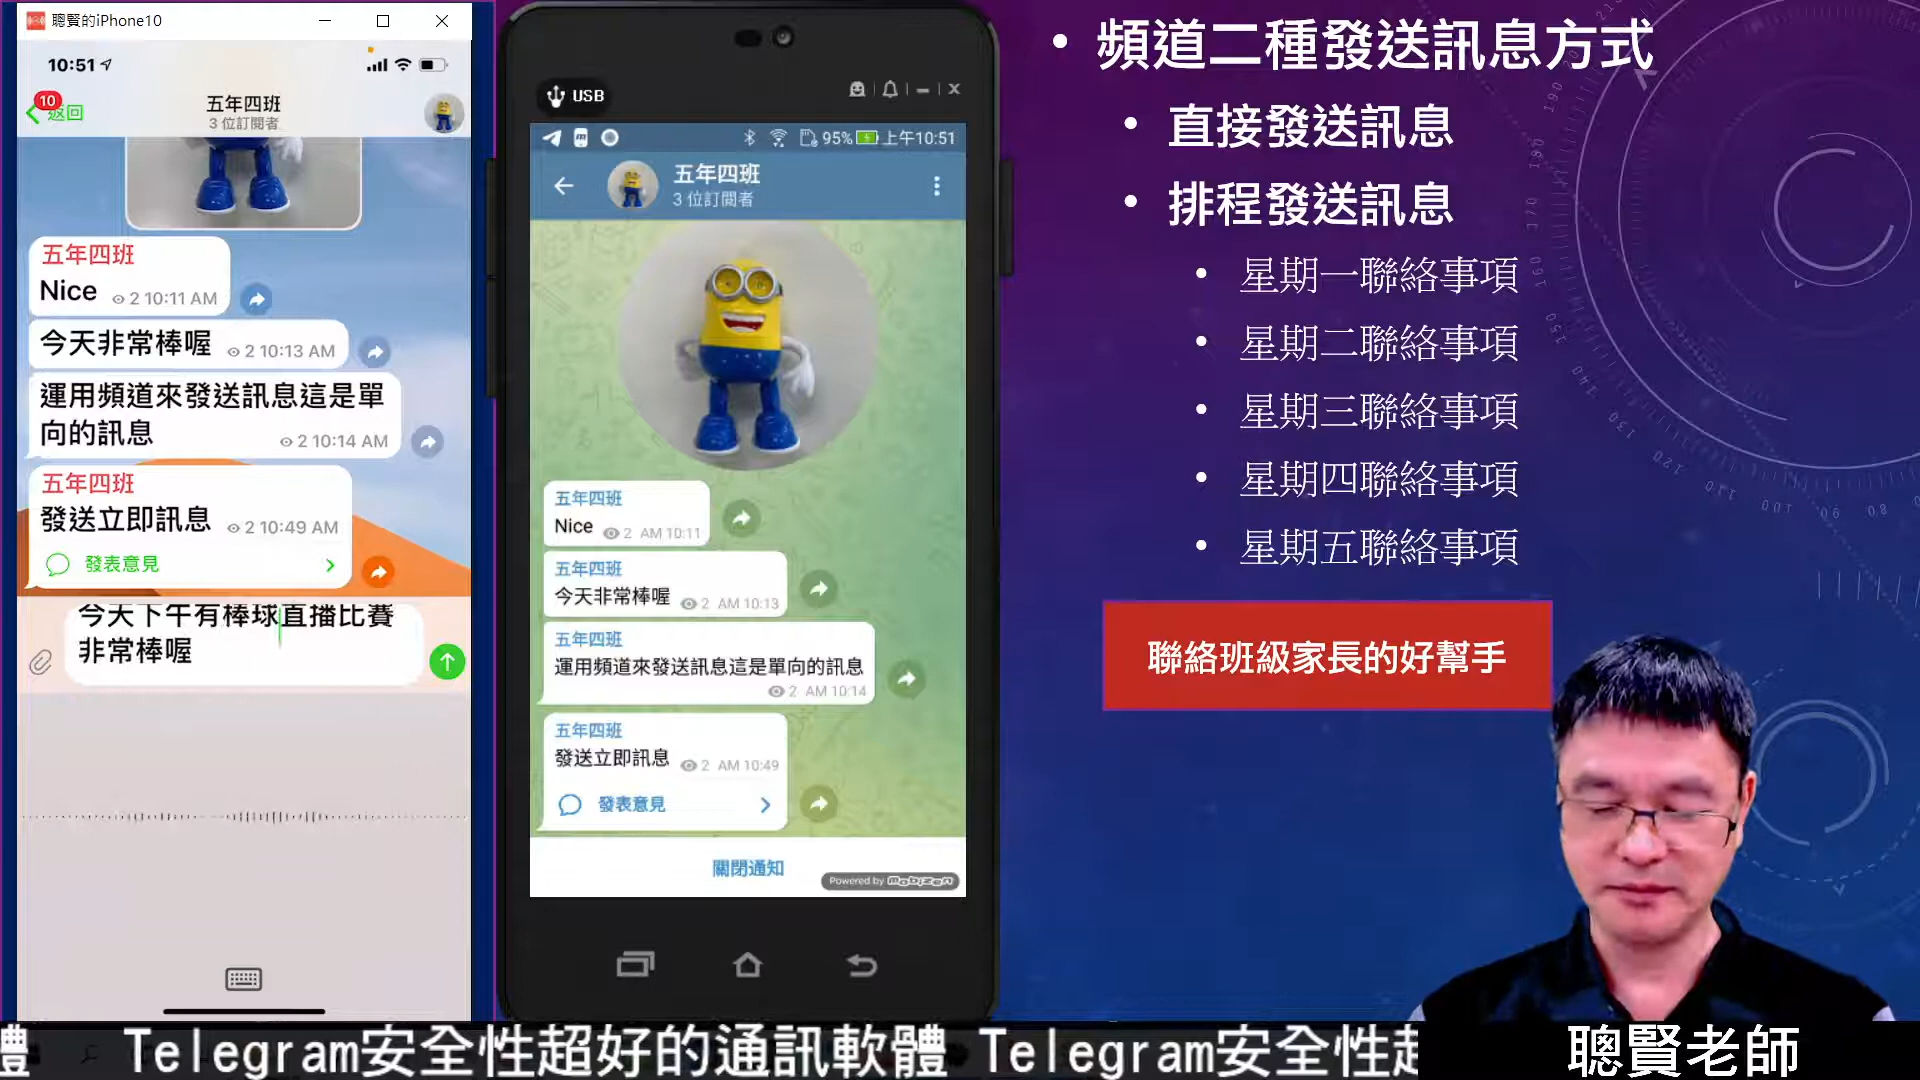 聰賢的iPhone10
10:51
10
返回
五年四班
3 位訂閱者
五年四班
Nice 2 10:11 AM
今天非常棒喔 2 10:13 AM
運用頻道來發送訊息這是單
向的訊息 2 10:14 AM
五年四班
發送立即訊息 2 10:49 AM
發表意見
今天下午有棒球直播比賽
非常棒喔
USB
95% 上午10:51
五年四班
3 位訂閱者
五年四班
Nice 2 AM 10:11
五年四班
今天非常棒喔 2 AM 10:13
五年四班
運用頻道來發送訊息這是單向的訊息
2 AM 10:14
五年四班
發送立即訊息 2 AM 10:49
發表意見
關閉通知
Powered by Mobizen
• 頻道二種發送訊息方式
• 直接發送訊息
• 排程發送訊息
• 星期一聯絡事項
• 星期二聯絡事項
• 星期三聯絡事項
• 星期四聯絡事項
• 星期五聯絡事項
聯絡班級家長的好幫手
體 Telegram安全性超好的通訊軟體 Telegram安全性超
聰賢老師